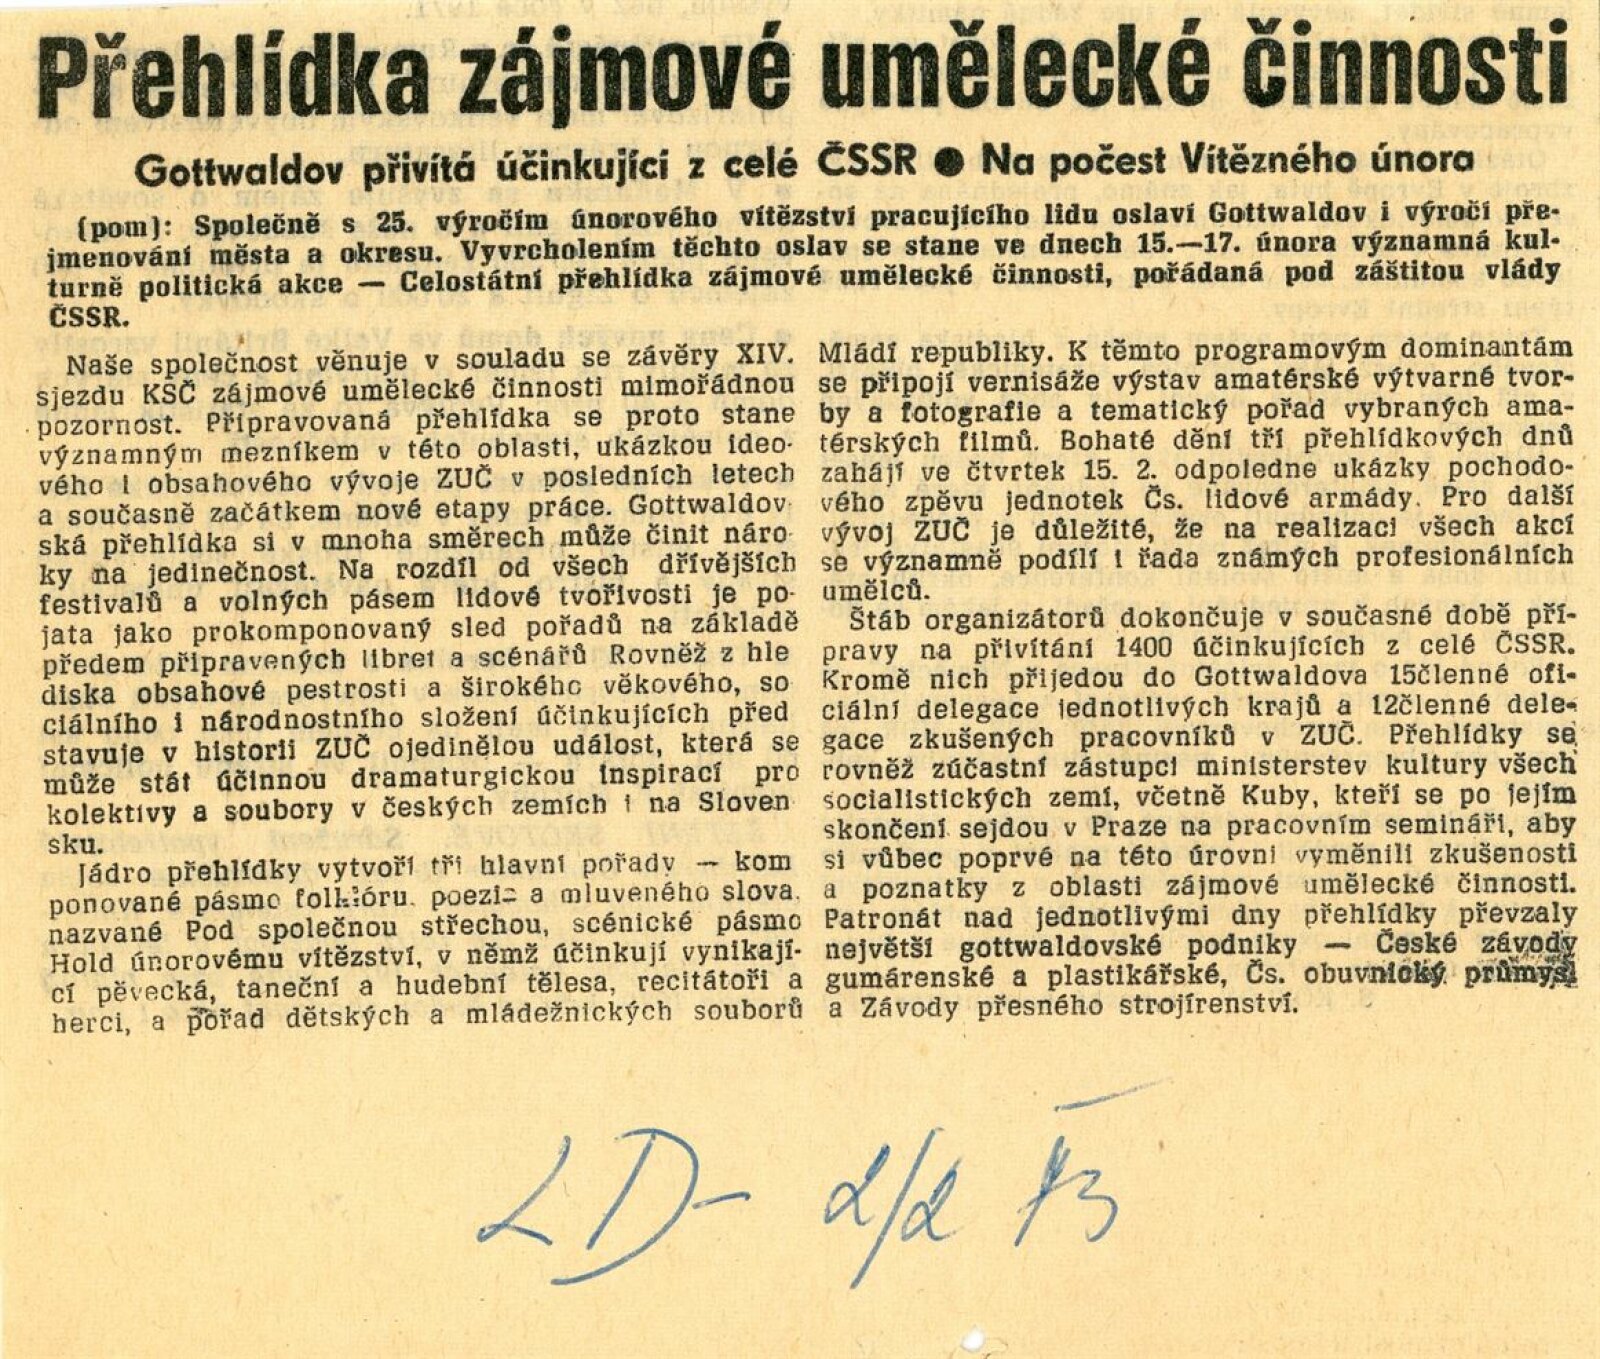 Přehlídka zájmové umělecké činnosti
Gottwaldov přivítá účinkující z celé ČSSR ● Na počest Vítězného února
(pom): Společně s 25. výročím únorového vítězství pracujícího lidu oslaví Gottwaldov i výročí pře-
jmenování města a okresu. Vyvrcholením těchto oslav se stane ve dnech 15.—17. února významná kul-
turně politická akce — Celostátní přehlídka zájmové umělecké činnosti, pořádaná pod záštitou vlády
ČSSR.
Naše společnost věnuje v souladu se závěry XIV.
sjezdu KSČ zájmové umělecké činnosti mimořádnou
pozornost. Připravovaná přehlídka se proto stane
významným mezníkem v této oblasti, ukázkou ideo-
vého i obsahového vývoje ZUČ v posledních letech
a současně začátkem nové etapy práce. Gottwaldov-
ská přehlídka si v mnoha směrech může činit náro-
ky na jedinečnost. Na rozdíl od všech dřívějších
festivalů a volných pásem lidové tvořivosti je po-
jata jako prokomponovaný sled pořadů na základě
předem připravených libret a scénářů Rovněž z hle
diska obsahové pestrosti a širokého věkového, so
ciálního i národnostního složení účinkujících před
stavuje v historii ZUČ ojedinělou událost, která se
může stát účinnou dramaturgickou inspirací pro
kolektivy a soubory v českých zemích i na Sloven
sku.
Jádro přehlídky vytvoří tři hlavní pořady — kom
ponované pásmo folklóru, poezie a mluveného slova,
nazvané Pod společnou střechou, scénické pásmo
Hold únorovému vítězství, v němž účinkují vynikají-
cí pěvecká, taneční a hudební tělesa, recitátoři a
herci, a pořad dětských a mládežnických souborů
Mládí republiky. K těmto programovým dominantám
se připojí vernisáže výstav amatérské výtvarné tvor-
by a fotografie a tematický pořad vybraných ama-
térských filmů. Bohaté dění tří přehlídkových dnů
zahájí ve čtvrtek 15. 2. odpoledne ukázky pochodo-
vého zpěvu jednotek Čs. lidové armády. Pro další
vývoj ZUČ je důležité, že na realizaci všech akcí
se významně podílí i řada známých profesionálních
umělců.
Štáb organizátorů dokončuje v současné době pří-
pravy na přivítání 1400 účinkujících z celé ČSSR.
Kromě nich přijedou do Gottwaldova 15členné ofi-
ciální delegace jednotlivých krajů a 12členné dele-
gace zkušených pracovníků v ZUČ. Přehlídky se
rovněž zúčastní zástupci ministerstev kultury všech
socialistických zemí, včetně Kuby, kteří se po jejím
skončení sejdou v Praze na pracovním semináři, aby
si vůbec poprvé na této úrovni vyměnili zkušenosti
a poznatky z oblasti zájmové umělecké činnosti.
Patronát nad jednotlivými dny přehlídky převzaly
největší gottwaldovské podniky — České závody
gumárenské a plastikářské, Čs. obuvnický průmysl
a Závody přesného strojírenství.
LD- 2/2 73